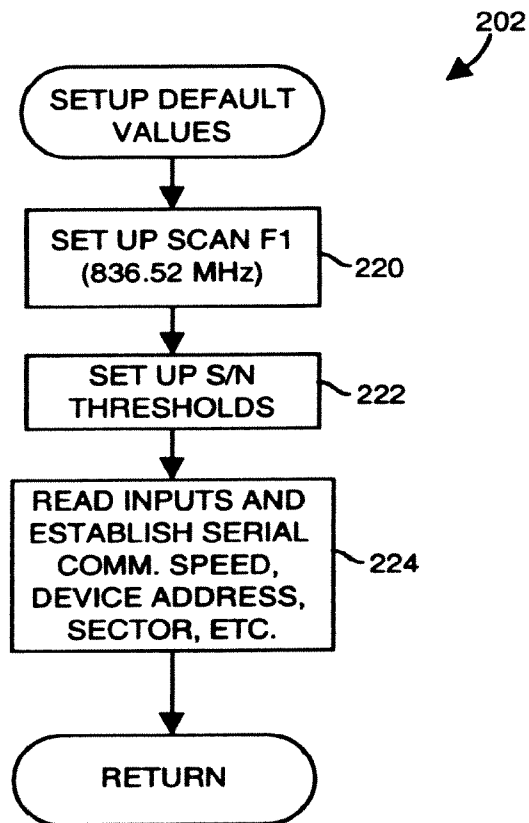 202
SETUP DEFAULT
VALUES
SET UP SCAN F1
(836.52 MHz)
220
SET UP S/N
THRESHOLDS
222
READ INPUTS AND
ESTABLISH SERIAL
COMM. SPEED,
DEVICE ADDRESS,
SECTOR, ETC.
224
RETURN